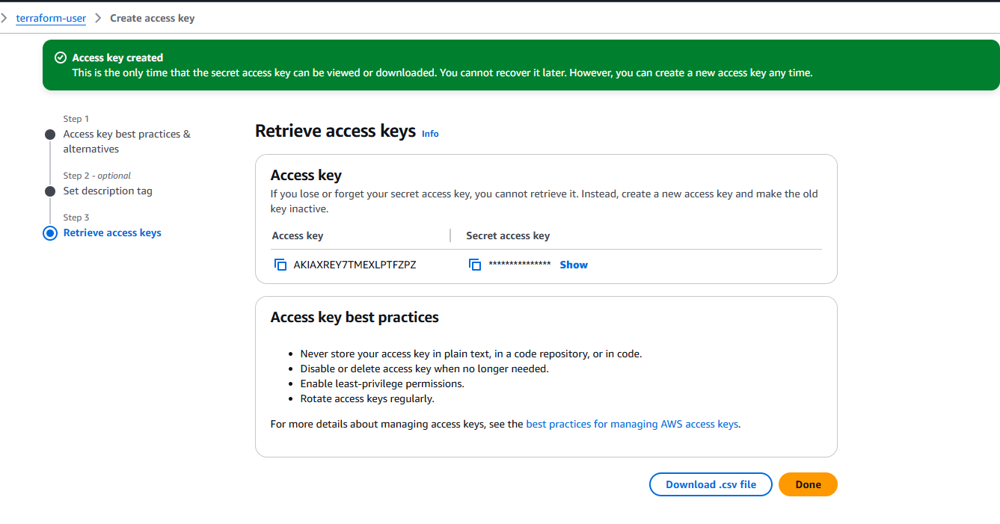 terraform-user > Create access key
Access key created
This is the only time that the secret access key can be viewed or downloaded. You cannot recover it later. However, you can create a new access key any time.
Step 1
Access key best practices &
alternatives
Step 2 - optional
Set description tag
Step 3
Retrieve access keys
Retrieve access keys Info
Access key
If you lose or forget your secret access key, you cannot retrieve it. Instead, create a new access key and make the old
key inactive.
Access key Secret access key
AKIAXREY7TMEXLPTFZPZ *************** Show
Access key best practices
Never store your access key in plain text, in a code repository, or in code.
Disable or delete access key when no longer needed.
Enable least-privilege permissions.
Rotate access keys regularly.
For more details about managing access keys, see the best practices for managing AWS access keys.
Download .csv file Done